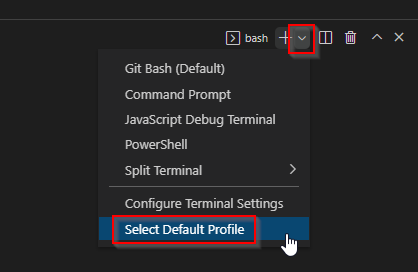 bash
Git Bash (Default)
Command Prompt
JavaScript Debug Terminal
PowerShell
Split Terminal
Configure Terminal Settings
Select Default Profile